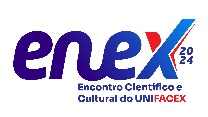 enex 2024
Encontro Científico e
Cultural do UNIFACEX